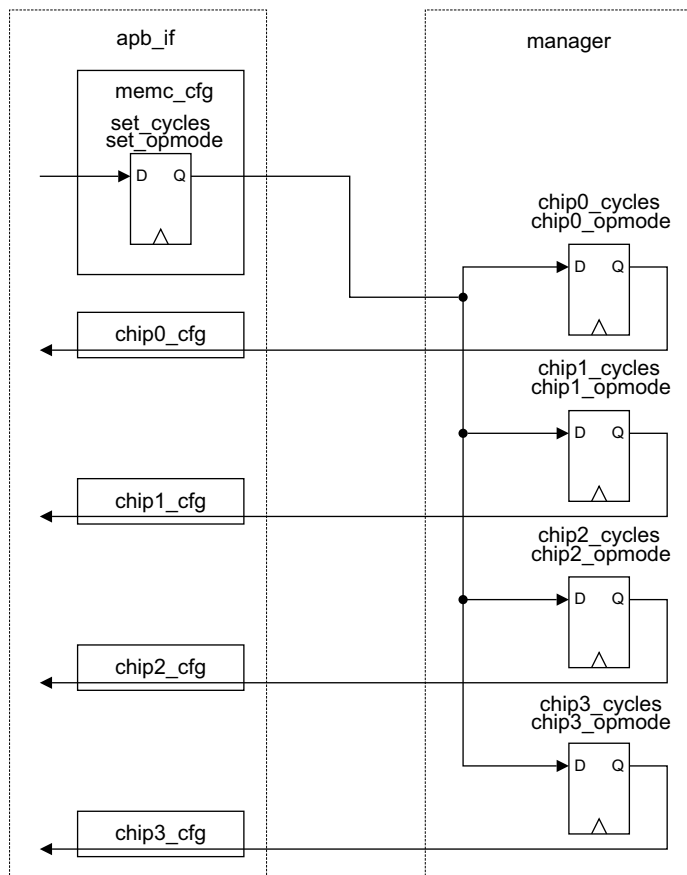 apb_if
manager
memc_cfg
set_cycles
set_opmode
D Q
chip0_cycles
chip0_opmode
D Q
chip0_cfg
chip1_cycles
chip1_opmode
D Q
chip1_cfg
chip2_cycles
chip2_opmode
D Q
chip2_cfg
chip3_cycles
chip3_opmode
D Q
chip3_cfg